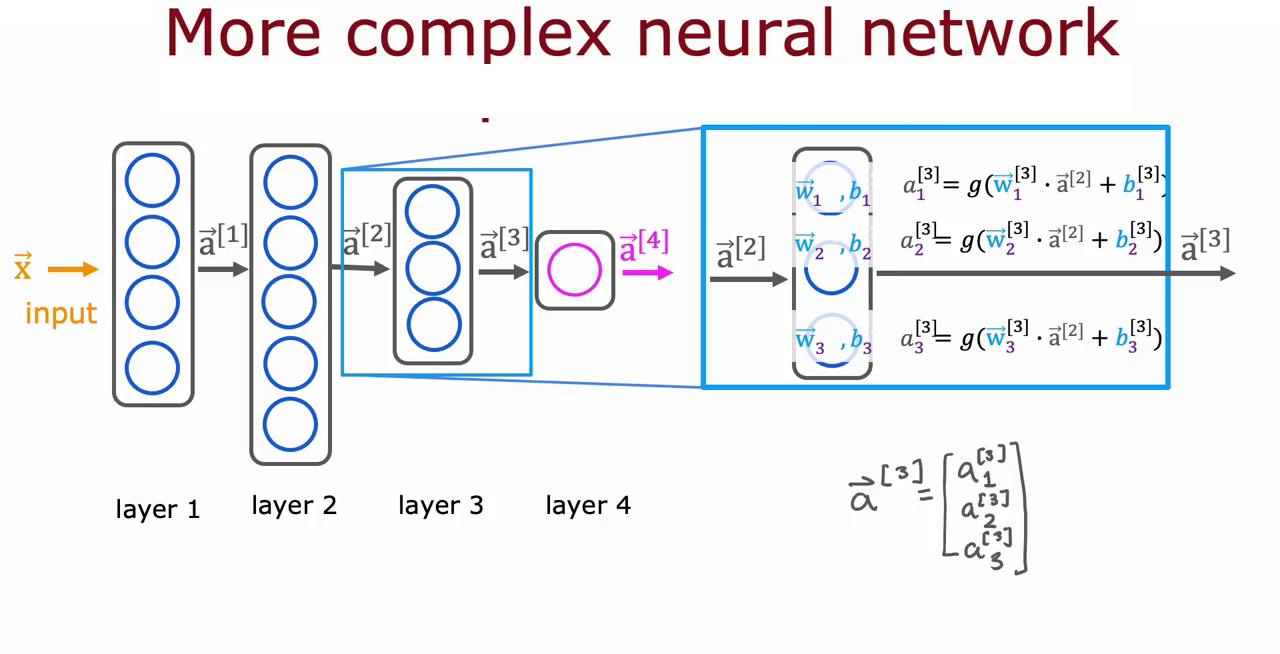 More complex neural network
x⃗
input
a⃗[1]
a⃗[2]
a⃗[3]
a⃗[4]
layer 1
layer 2
layer 3
layer 4
a⃗[2]
w⃗1 , b1
w⃗2 , b2
w⃗3 , b3
a1[3] = g(w⃗1[3] · a⃗[2] + b1[3])
a2[3] = g(w⃗2[3] · a⃗[2] + b2[3])
a3[3] = g(w⃗3[3] · a⃗[2] + b3[3])
a⃗[3]
a⃗[3] = [a1[3]
a2[3]
a3[3]]